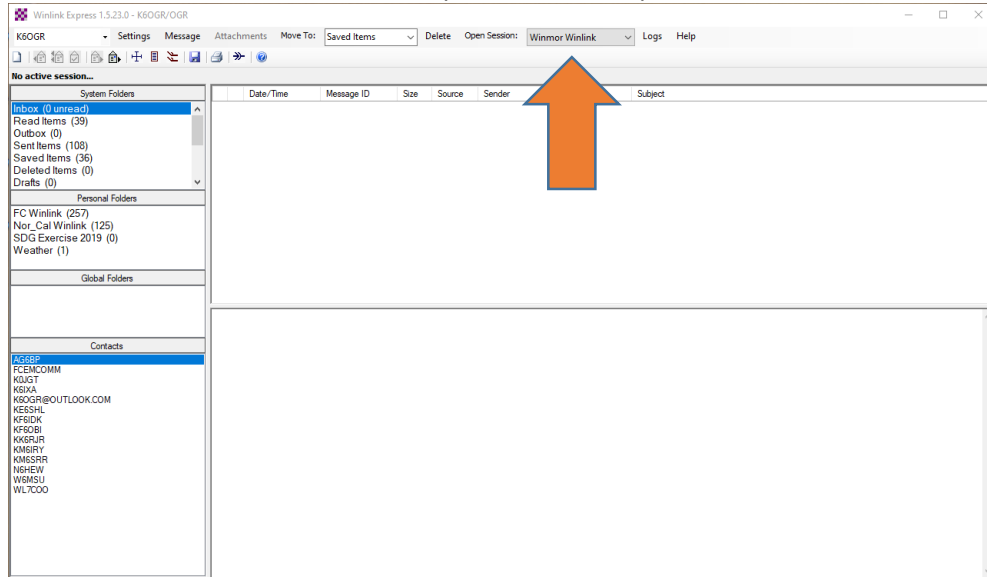 Winlink Express 1.5.23.0 - K6OGR/OGR
K6OGR Settings Message Attachments Move To: Saved Items Delete Open Session: Winmor Winlink Logs Help
No active session...
System Folders
Inbox (0 unread)
Read Items (39)
Outbox (0)
Sent Items (108)
Saved Items (36)
Deleted Items (0)
Drafts (0)
Personal Folders
FC Winlink (257)
Nor_Cal Winlink (125)
SDG Exercise 2019 (0)
Weather (1)
Global Folders
Contacts
AG6BP
FCEMCOMM
K0JGT
K6IXA
K6OGR@OUTLOOK.COM
KE6SHL
KF6IDK
KF6OBI
KK6RJR
KM6IRY
KM6SRR
N6HEW
W6MSU
WL7COO
Date/Time Message ID Size Source Sender Subject